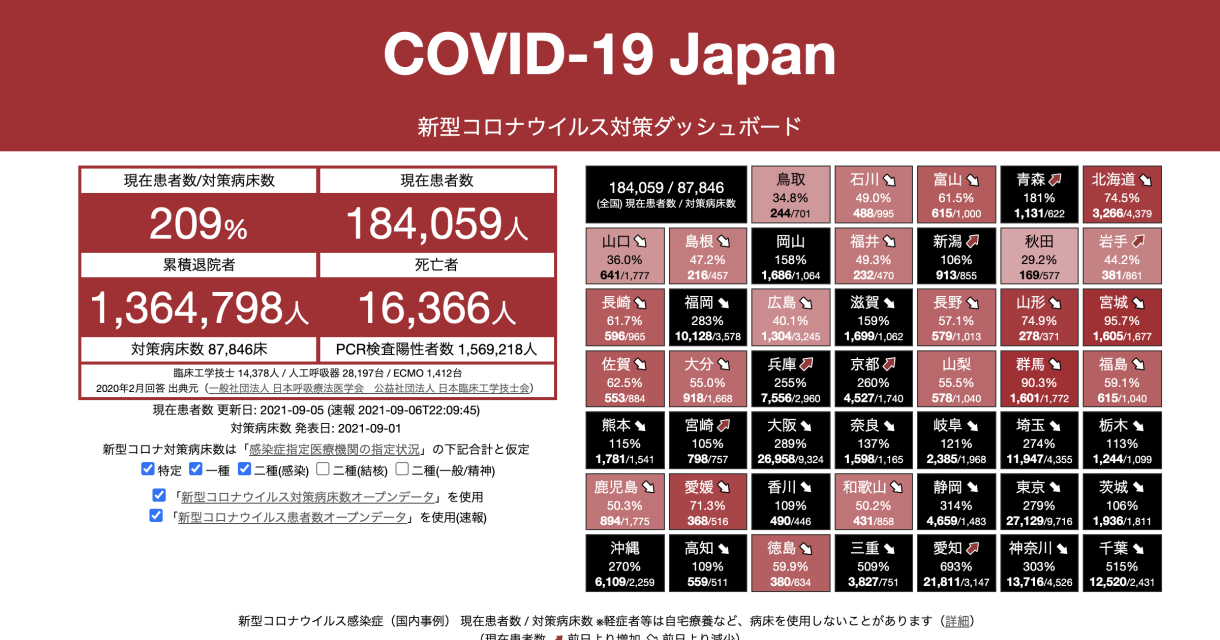 COVID-19 Japan
新型コロナウイルス対策ダッシュボード
現在患者数/対策病床数
現在患者数
209%
184,059人
累積退院者
死亡者
1,364,798人
16,366人
対策病床数 87,846床
PCR検査陽性者数 1,569,218人
臨床工学技士 14,378人 / 人工呼吸器 28,197台 / ECMO 1,412台
2020年2月回答 出典元（一般社団法人 日本呼吸療法医学会　公益社団法人 日本臨床工学技士会）
現在患者数 更新日: 2021-09-05 (速報 2021-09-06T22:09:45)
対策病床数 発表日: 2021-09-01
新型コロナ対策病床数は「感染症指定医療機関の指定状況」の下記合計と仮定
特定 一種 二種(感染) 二種(結核) 二種(一般/精神)
「新型コロナウイルス対策病床数オープンデータ」を使用
「新型コロナウイルス患者数オープンデータ」を使用(速報)
184,059 / 87,846
(全国) 現在患者数 / 対策病床数
鳥取
34.8%
244/701
石川
49.0%
488/995
富山
61.5%
615/1,000
青森
181%
1,131/622
北海道
74.5%
3,266/4,379
山口
36.0%
641/1,777
島根
47.2%
216/457
岡山
158%
1,686/1,064
福井
49.3%
232/470
新潟
106%
913/855
秋田
29.2%
169/577
岩手
44.2%
381/861
長崎
61.7%
596/965
福岡
283%
10,128/3,578
広島
40.1%
1,304/3,245
滋賀
159%
1,699/1,062
長野
57.1%
579/1,013
山形
74.9%
278/371
宮城
95.7%
1,605/1,677
佐賀
62.5%
553/884
大分
55.0%
918/1,668
兵庫
255%
7,556/2,960
京都
260%
4,527/1,740
山梨
55.5%
578/1,040
群馬
90.3%
1,601/1,772
福島
59.1%
615/1,040
熊本
115%
1,781/1,541
宮崎
105%
798/757
大阪
289%
26,958/9,324
奈良
137%
1,598/1,165
岐阜
121%
2,385/1,968
埼玉
274%
11,947/4,355
栃木
113%
1,244/1,099
鹿児島
50.3%
894/1,775
愛媛
71.3%
368/516
香川
109%
490/446
和歌山
50.2%
431/858
静岡
314%
4,659/1,483
東京
279%
27,129/9,716
茨城
106%
1,936/1,811
沖縄
270%
6,109/2,259
高知
109%
559/511
徳島
59.9%
380/634
三重
509%
3,827/751
愛知
693%
21,811/3,147
神奈川
303%
13,716/4,526
千葉
515%
12,520/2,431
新型コロナウイルス感染症（国内事例） 現在患者数 / 対策病床数 ※軽症者等は自宅療養など、病床を使用しないことがあります（詳細）
（現在患者数 前日より増加 前日より減少）